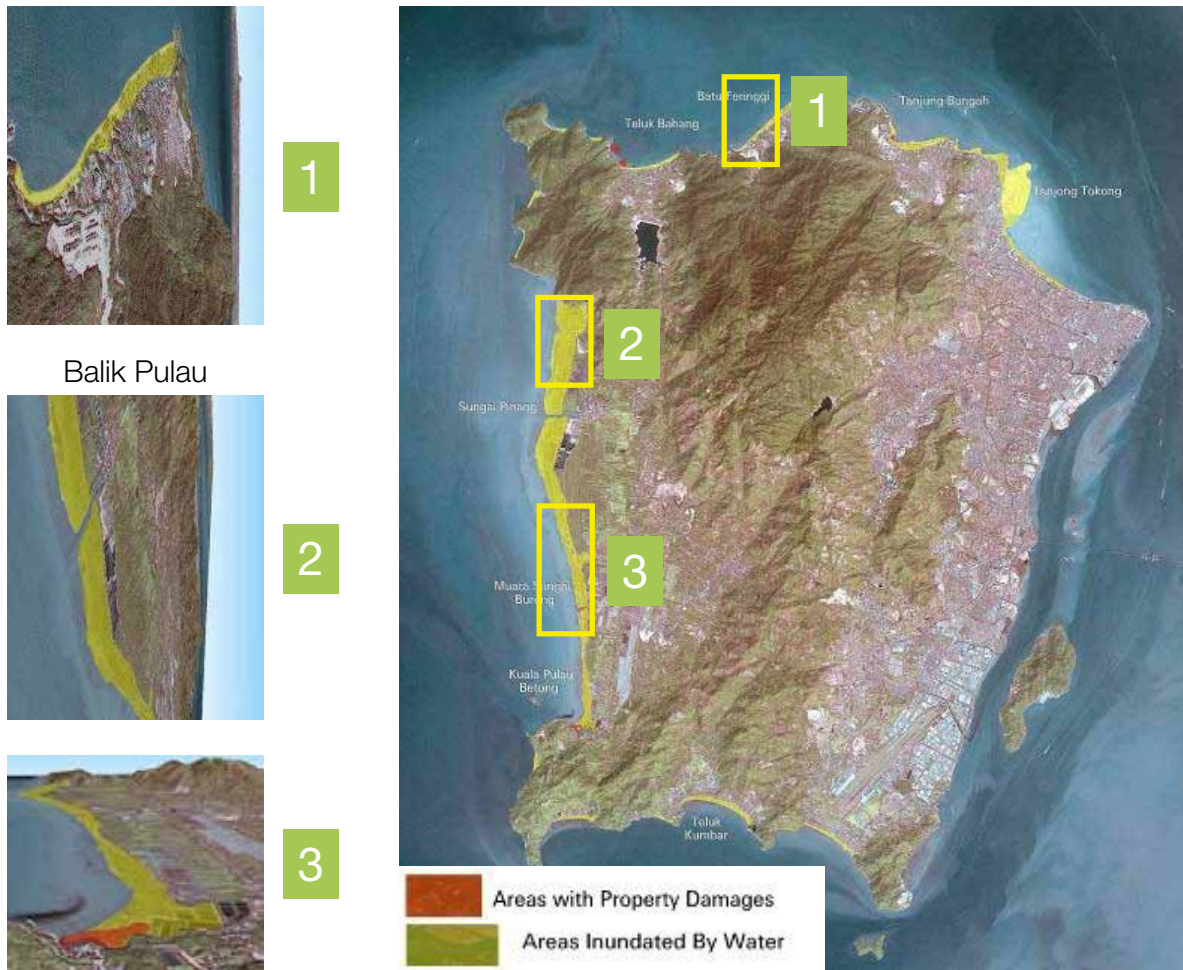 1
Balik Pulau
2
3
Batu Feringgi
1
Tanjung Bungah
Teluk Bahang
Tanjong Tokong
2
Sungai Pinang
3
Muara Sungai
Burung
Kuala Pulau
Betong
Teluk
Kumbar
Areas with Property Damages
Areas Inundated By Water